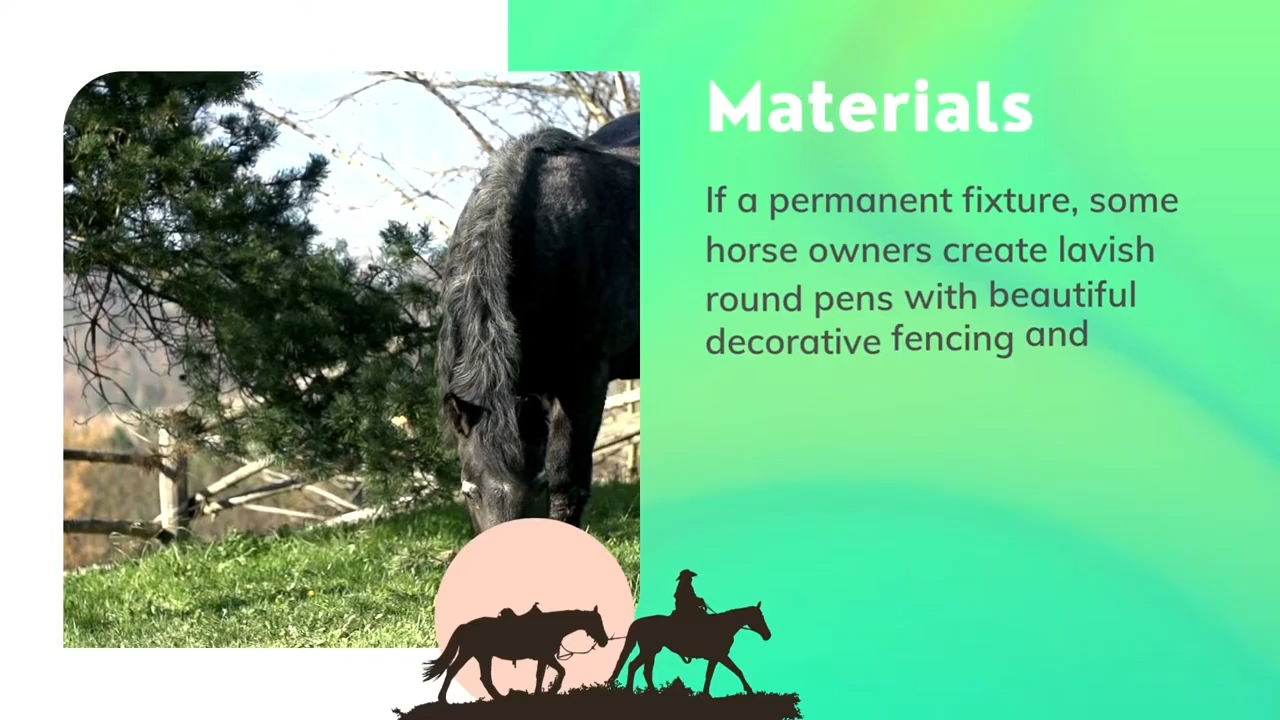 Materials
If a permanent fixture, some
horse owners create lavish
round pens with beautiful
decorative fencing and